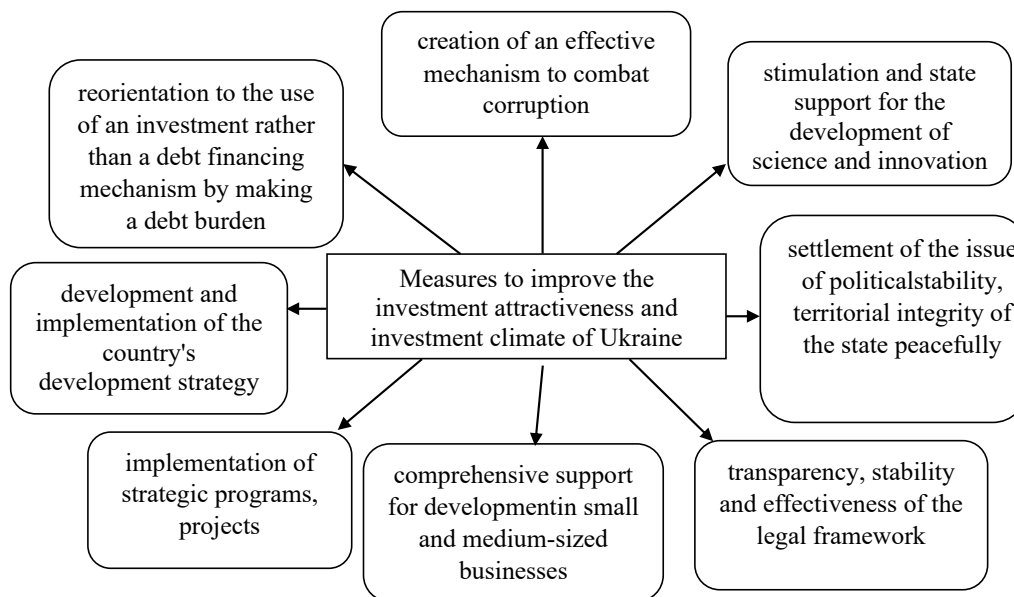 creation of an effective
mechanism to combat
corruption
reorientation to the use
of an investment rather
than a debt financing
mechanism by making
a debt burden
stimulation and state
support for the
development of
science and innovation
Measures to improve the
investment attractiveness and
investment climate of Ukraine
settlement of the issue
of politicalstability,
territorial integrity of
the state peacefully
development and
implementation of the
country's
development strategy
implementation of
strategic programs,
projects
comprehensive support
for developmentin small
and medium-sized
businesses
transparency, stability
and effectiveness of the
legal framework